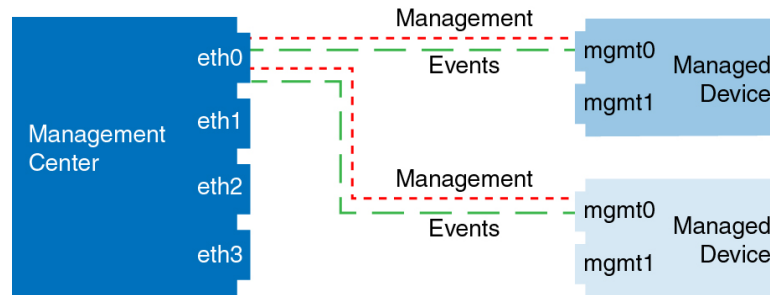 Management
Events
eth0
eth1
eth2
eth3
Management
Center
mgmt0
mgmt1
Managed
Device
Management
Events
mgmt0
mgmt1
Managed
Device